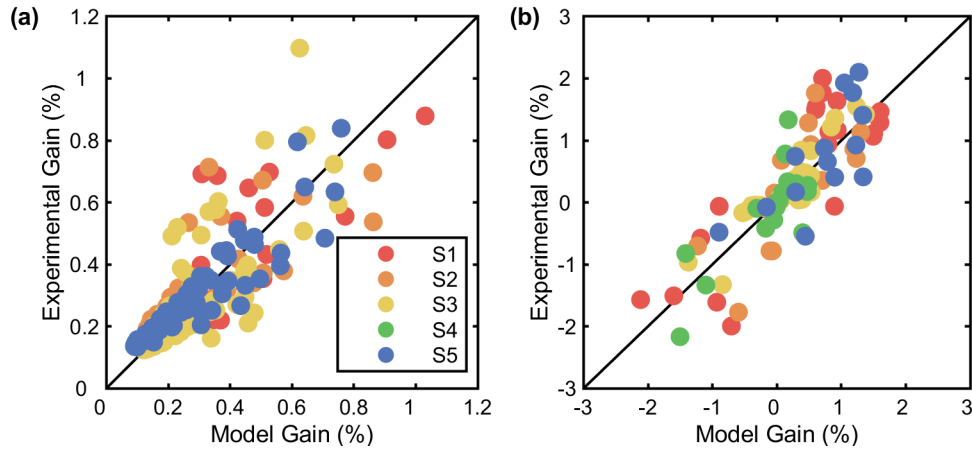 (a)
1.2
1
0.8
0.6
0.4
0.2
0
Experimental Gain (%)
0 0.2 0.4 0.6 0.8 1 1.2
Model Gain (%)
S1
S2
S3
S4
S5
(b)
3
2
1
0
-1
-2
-3
Experimental Gain (%)
-3 -2 -1 0 1 2 3
Model Gain (%)